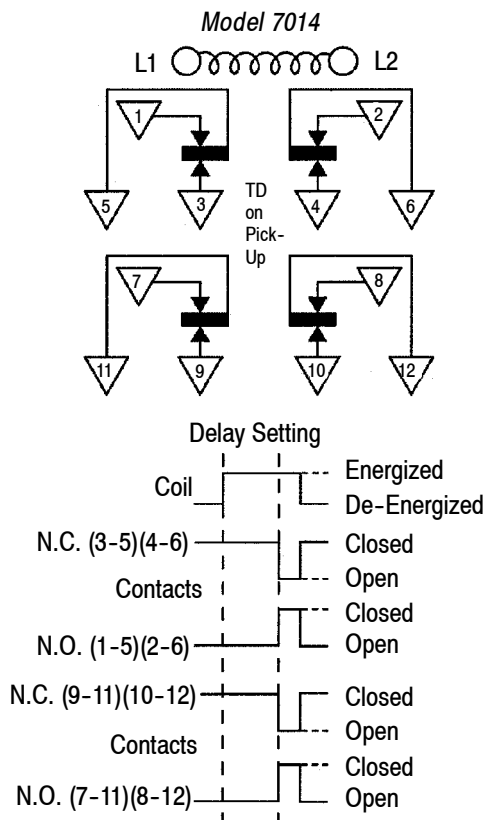 Model 7014
L1 L2
1 2
5 3 4 6
TD
on
Pick-
Up
7 8
11 9 10 12
Delay Setting
Coil
Energized
De-Energized
N.C. (3-5)(4-6)
Closed
Open
Contacts
Closed
N.O. (1-5)(2-6)
Open
N.C. (9-11)(10-12)
Closed
Open
Contacts
Closed
N.O. (7-11)(8-12)
Open